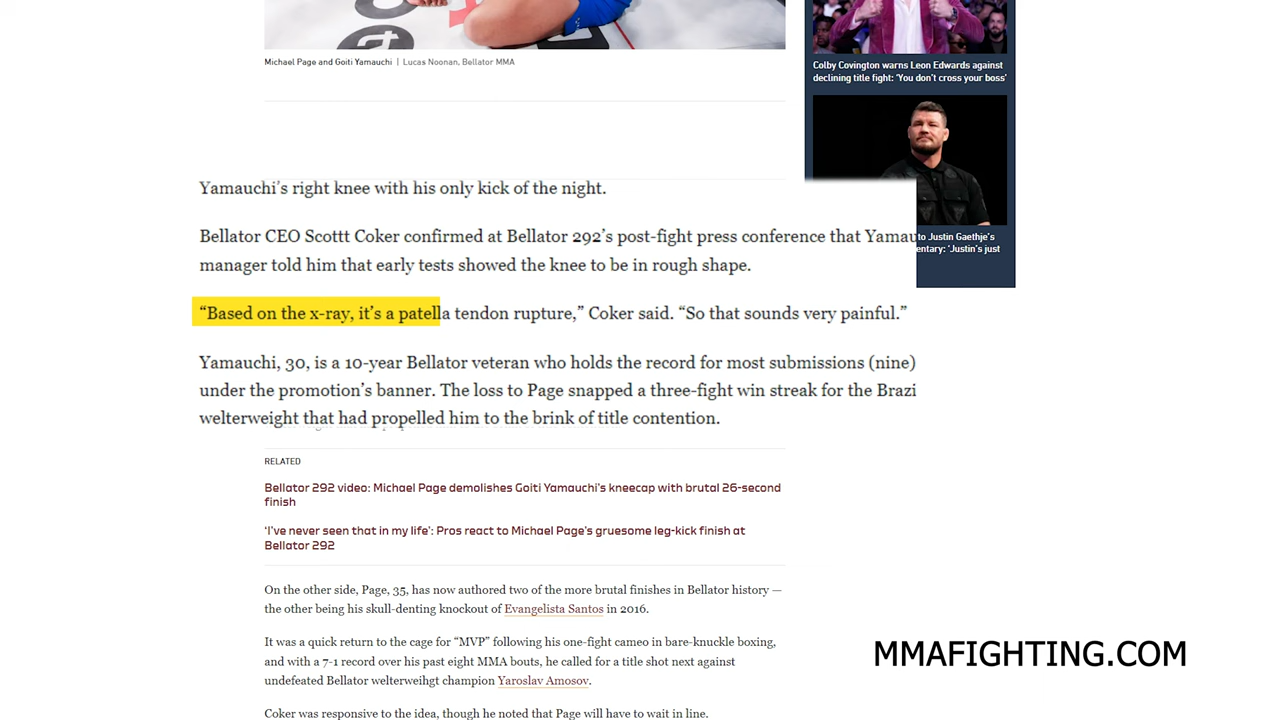 Michael Page and Goiti Yamauchi | Lucas Noonan, Bellator MMA
Colby Covington warns Leon Edwards against
declining title fight: ‘You don’t cross your boss’
to Justin Gaethje’s
entary: ‘Justin’s just
Yamauchi’s right knee with his only kick of the night.
Bellator CEO Scottt Coker confirmed at Bellator 292’s post-fight press conference that Yamau
manager told him that early tests showed the knee to be in rough shape.
“Based on the x-ray, it’s a patella tendon rupture,” Coker said. “So that sounds very painful.”
Yamauchi, 30, is a 10-year Bellator veteran who holds the record for most submissions (nine)
under the promotion’s banner. The loss to Page snapped a three-fight win streak for the Brazi
welterweight that had propelled him to the brink of title contention.
RELATED
Bellator 292 video: Michael Page demolishes Goiti Yamauchi’s kneecap with brutal 26-second
finish
‘I’ve never seen that in my life’: Pros react to Michael Page’s gruesome leg-kick finish at
Bellator 292
On the other side, Page, 35, has now authored two of the more brutal finishes in Bellator history —
the other being his skull-denting knockout of Evangelista Santos in 2016.
It was a quick return to the cage for “MVP” following his one-fight cameo in bare-knuckle boxing,
and with a 7-1 record over his past eight MMA bouts, he called for a title shot next against
undefeated Bellator welterweihgt champion Yaroslav Amosov.
Coker was responsive to the idea, though he noted that Page will have to wait in line.
MMAFIGHTING.COM